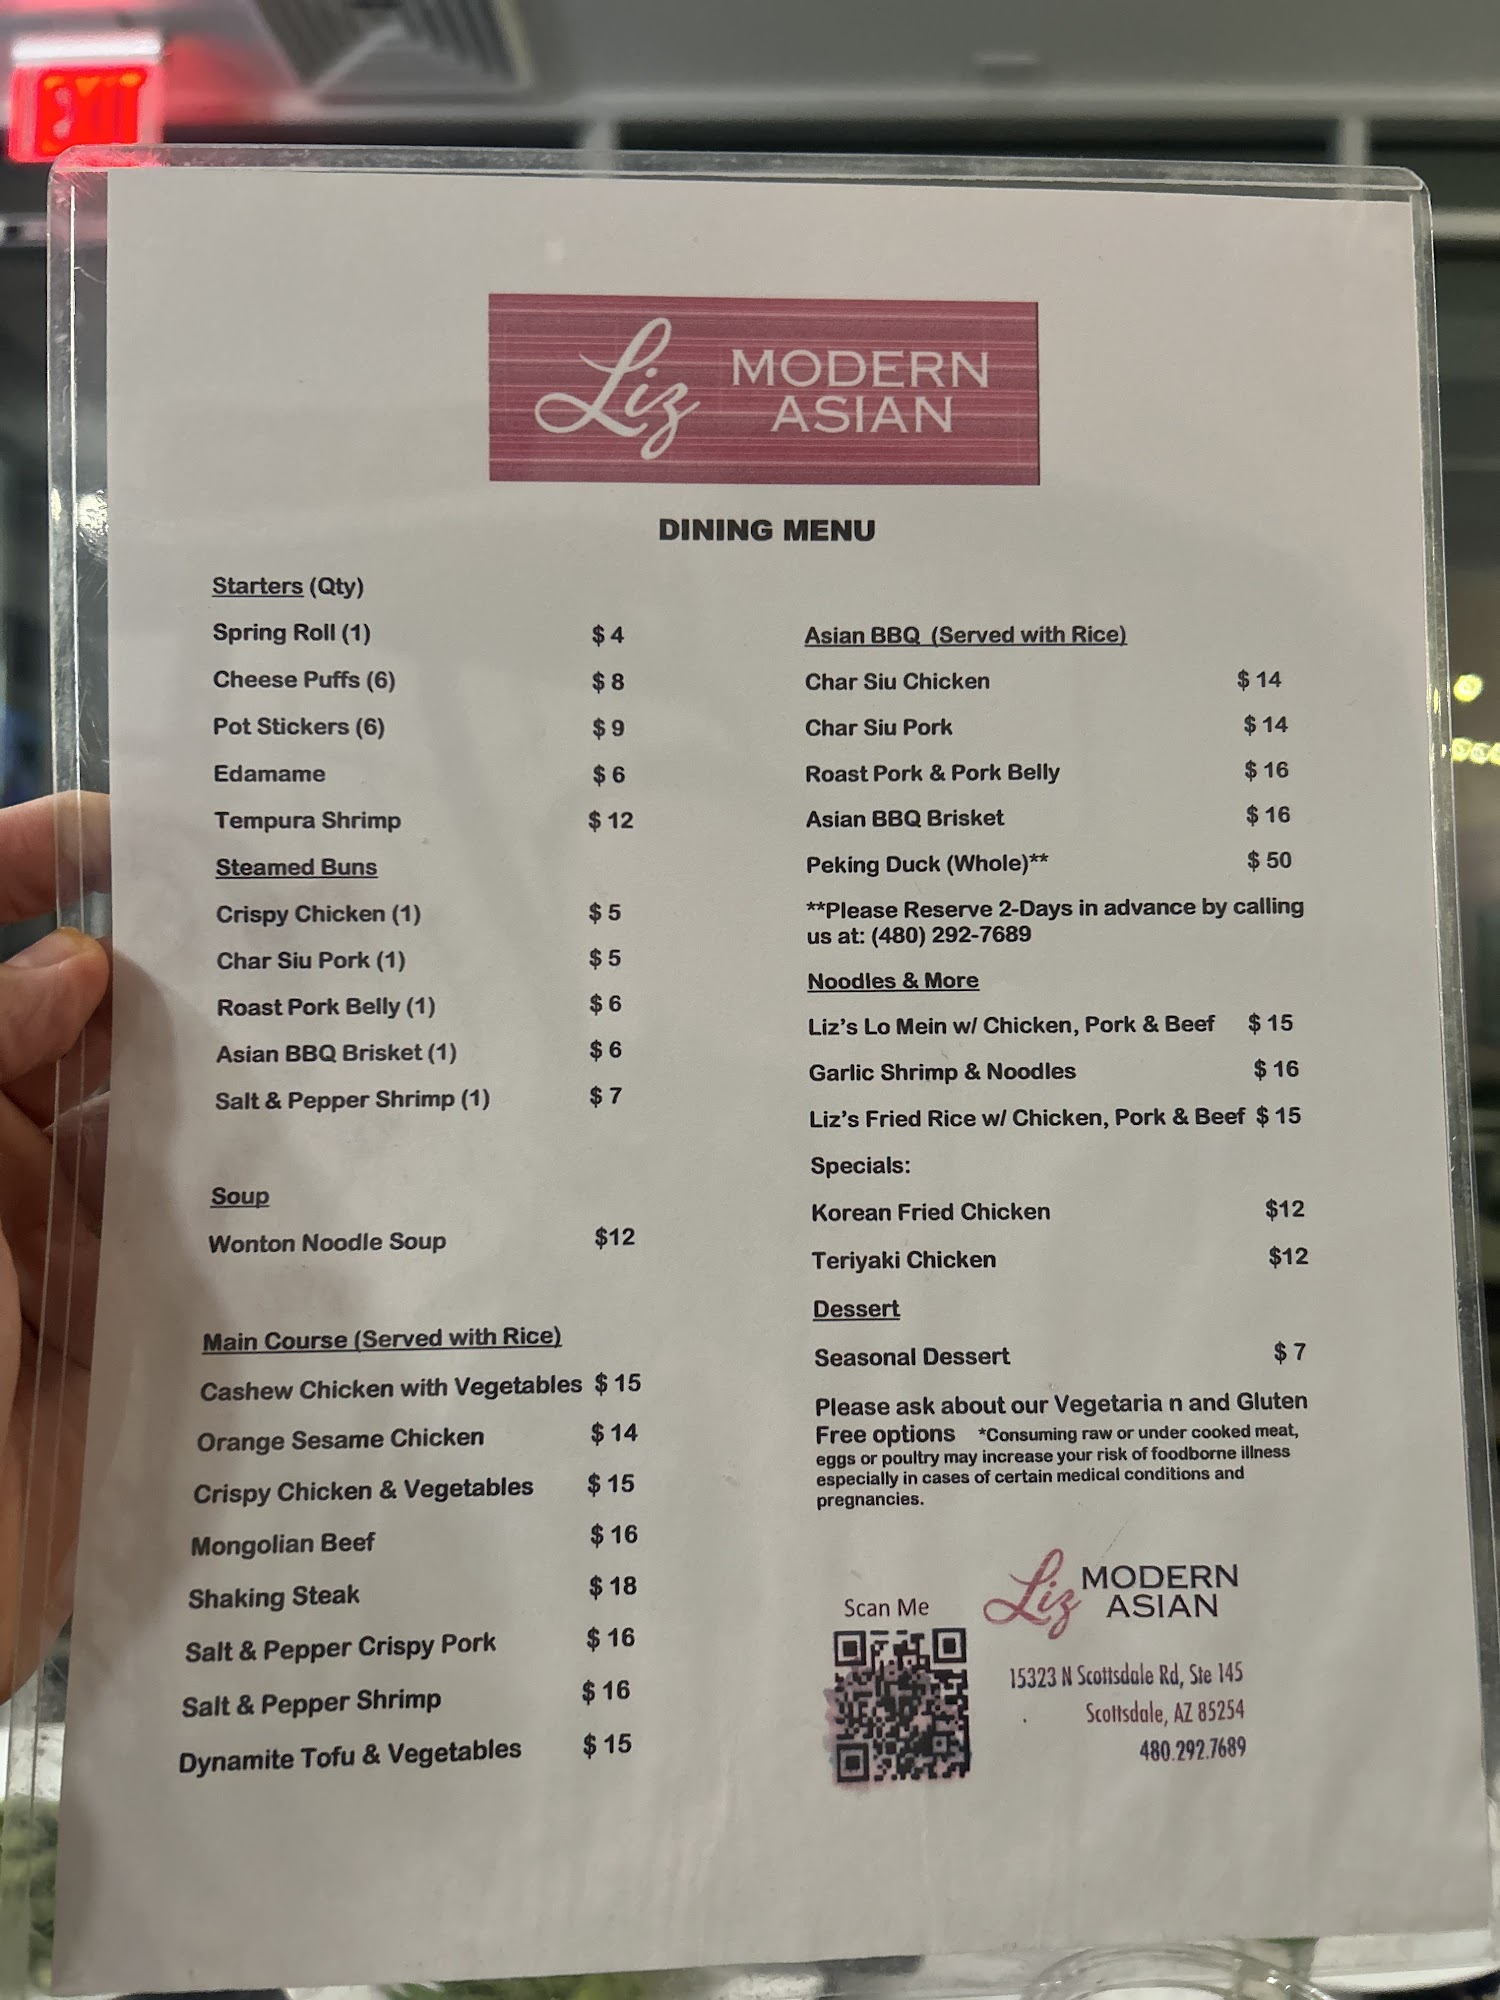 EXIT
Liz MODERN
ASIAN
DINING MENU
Starters (Qty)
Spring Roll (1) $ 4
Cheese Puffs (6) $ 8
Pot Stickers (6) $ 9
Edamame $ 6
Tempura Shrimp $ 12
Steamed Buns
Crispy Chicken (1) $ 5
Char Siu Pork (1) $ 5
Roast Pork Belly (1) $ 6
Asian BBQ Brisket (1) $ 6
Salt & Pepper Shrimp (1) $ 7
Soup
Wonton Noodle Soup $12
Main Course (Served with Rice)
Cashew Chicken with Vegetables $ 15
Orange Sesame Chicken $ 14
Crispy Chicken & Vegetables $ 15
Mongolian Beef $ 16
Shaking Steak $ 18
Salt & Pepper Crispy Pork $ 16
Salt & Pepper Shrimp $ 16
Dynamite Tofu & Vegetables $ 15
Asian BBQ (Served with Rice)
Char Siu Chicken $ 14
Char Siu Pork $ 14
Roast Pork & Pork Belly $ 16
Asian BBQ Brisket $ 16
Peking Duck (Whole)** $ 50
**Please Reserve 2-Days in advance by calling
us at: (480) 292-7689
Noodles & More
Liz's Lo Mein w/ Chicken, Pork & Beef $ 15
Garlic Shrimp & Noodles $ 16
Liz's Fried Rice w/ Chicken, Pork & Beef $ 15
Specials:
Korean Fried Chicken $12
Teriyaki Chicken $12
Dessert
Seasonal Dessert $ 7
Please ask about our Vegetaria n and Gluten
Free options *Consuming raw or under cooked meat,
eggs or poultry may increase your risk of foodborne illness
especially in cases of certain medical conditions and
pregnancies.
Scan Me
Liz MODERN
ASIAN
15323 N Scottsdale Rd, Ste 145
Scottsdale, AZ 85254
480.292.7689